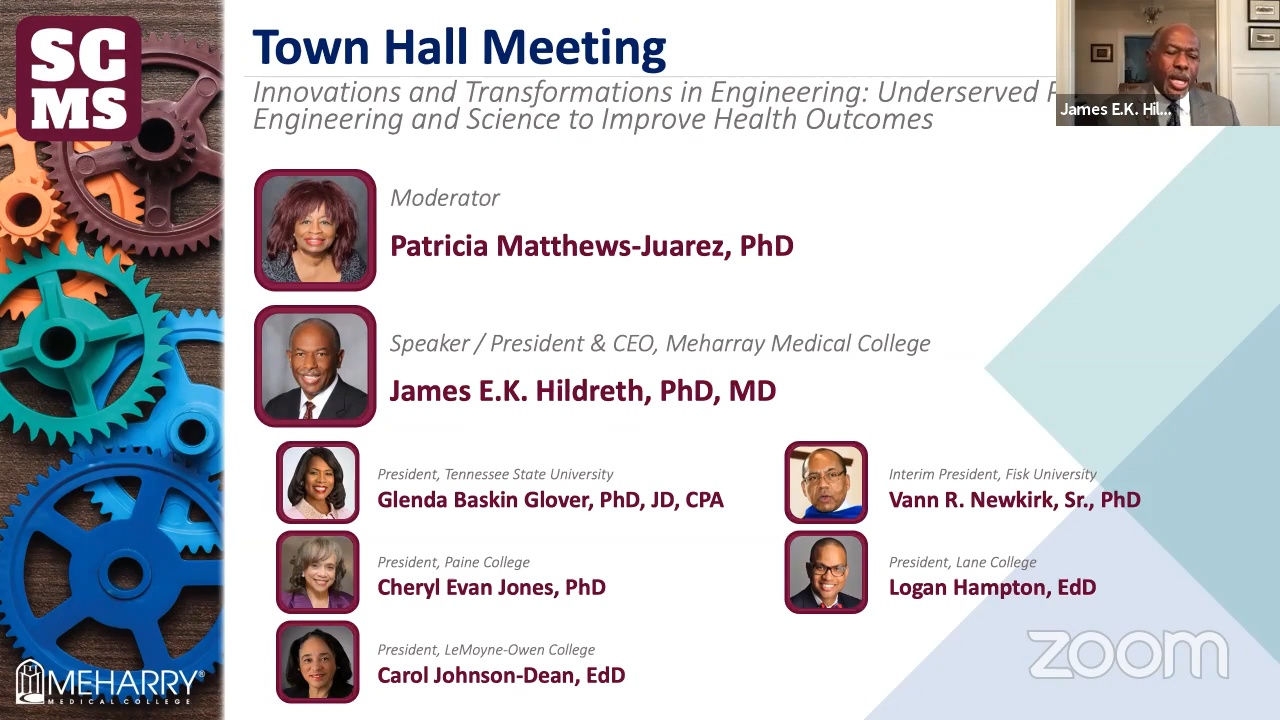 SC
MS
Town Hall Meeting
Innovations and Transformations in Engineering: Underserved
Engineering and Science to Improve Health Outcomes
James E.K. Hil...
Moderator
Patricia Matthews-Juarez, PhD
Speaker / President & CEO, Meharray Medical College
James E.K. Hildreth, PhD, MD
President, Tennessee State University
Glenda Baskin Glover, PhD, JD, CPA
Interim President, Fisk University
Vann R. Newkirk, Sr., PhD
President, Paine College
Cheryl Evan Jones, PhD
President, Lane College
Logan Hampton, EdD
President, LeMoyne-Owen College
Carol Johnson-Dean, EdD
MEHARRY®
MEDICAL COLLEGE
zoom